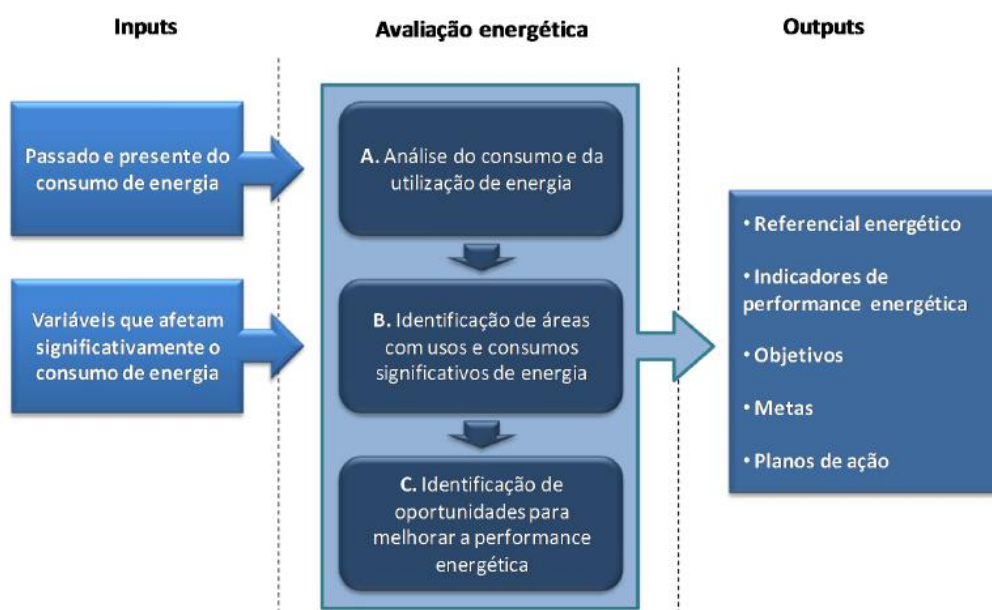 Inputs
Avaliação energética
Outputs
Passado e presente do
consumo de energia
Variáveis que afetam
significativamente o
consumo de energia
A. Análise do consumo e da
utilização de energia
B. Identificação de áreas
com usos e consumos
significativos de energia
C. Identificação de
oportunidades para
melhorar a performance
energética
• Referencial energético
• Indicadores de
performance energética
• Objetivos
• Metas
• Planos de ação